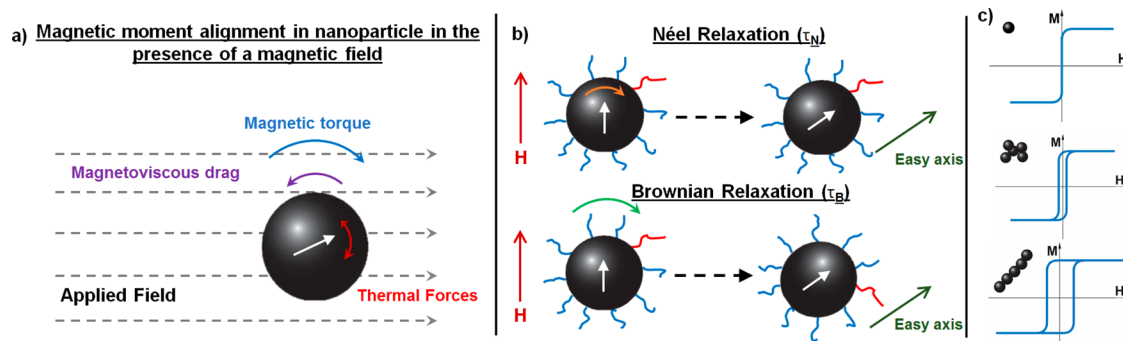 a) Magnetic moment alignment in nanoparticle in the
presence of a magnetic field
Magnetic torque
Magnetoviscous drag
Applied Field
Thermal Forces
b) Néel Relaxation (τN)
H
Easy axis
Brownian Relaxation (τB)
H
Easy axis
c)
M
H
M
H
M
H